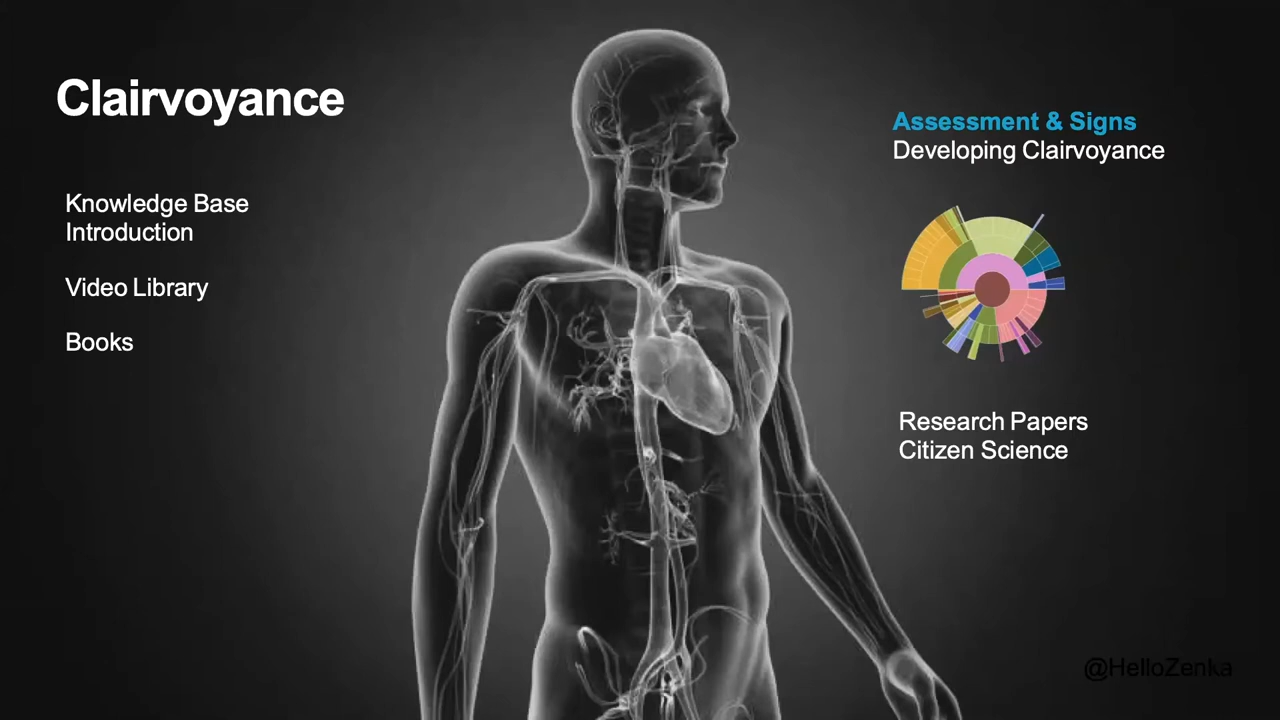 Clairvoyance
Knowledge Base
Introduction
Video Library
Books
Assessment & Signs
Developing Clairvoyance
Research Papers
Citizen Science
@HelloZenka